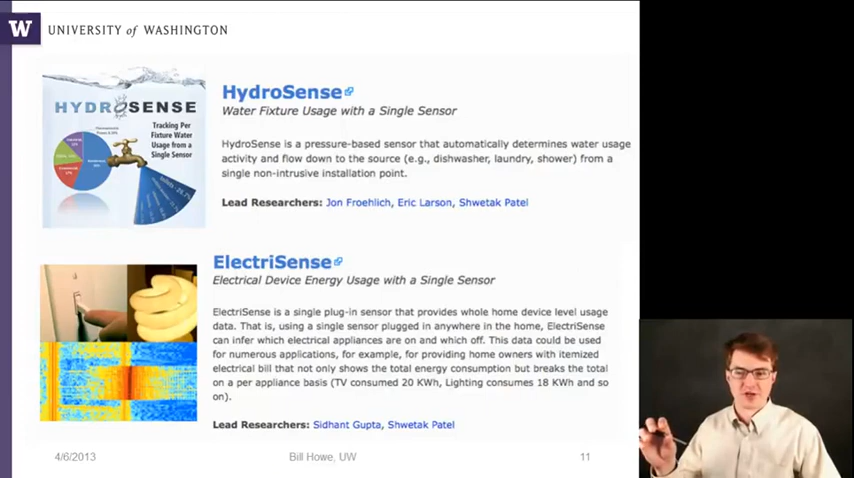 W
UNIVERSITY of WASHINGTON
HYDROSENSE
Tracking Per
Fixture Water
Usage from a
Single Sensor
HydroSense
Water Fixture Usage with a Single Sensor
HydroSense is a pressure-based sensor that automatically determines water usage
activity and flow down to the source (e.g., dishwasher, laundry, shower) from a
single non-intrusive installation point.
Lead Researchers: Jon Froehlich, Eric Larson, Shwetak Patel
ElectriSense
Electrical Device Energy Usage with a Single Sensor
ElectriSense is a single plug-in sensor that provides whole home device level usage
data. That is, using a single sensor plugged in anywhere in the home, ElectriSense
can infer which electrical appliances are on and which off. This data could be used
for numerous applications, for example, for providing home owners with itemized
electrical bill that not only shows the total energy consumption but breaks the total
on a per appliance basis (TV consumed 20 KWh, Lighting consumes 18 KWh and so
on).
Lead Researchers: Sidhant Gupta, Shwetak Patel
4/6/2013
Bill Howe, UW
11